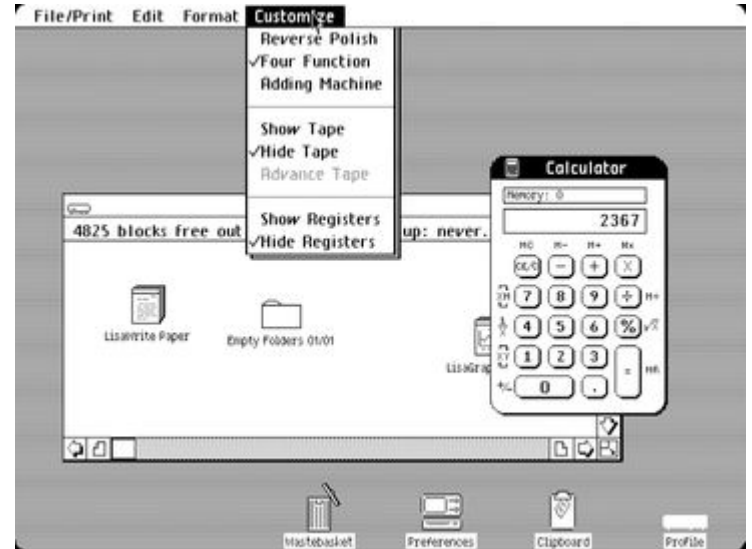 File/Print Edit Format Customize
Reverse Polish
✓Four Function
Adding Machine
Show Tape
✓Hide Tape
Advance Tape
Show Registers
✓Hide Registers
Calculator
Memory: 0
2367
MC M- M+ Mx
CE/C − + X
7 8 9 ÷ M÷
4 5 6 % √x
1 2 3 = MR
+/- 0 .
4825 blocks free out up: never.
LisaWrite Paper
Empty Folders 01/01
LisaGrap
Wastebasket
Preferences
Clipboard
Profile